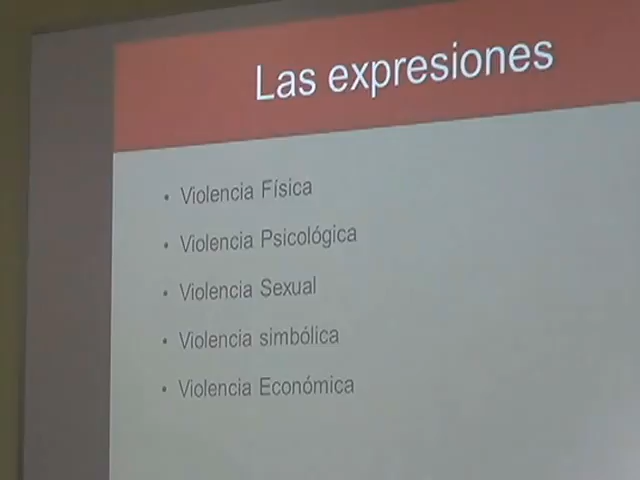 Las expresiones
• Violencia Física
• Violencia Psicológica
• Violencia Sexual
• Violencia simbólica
• Violencia Económica